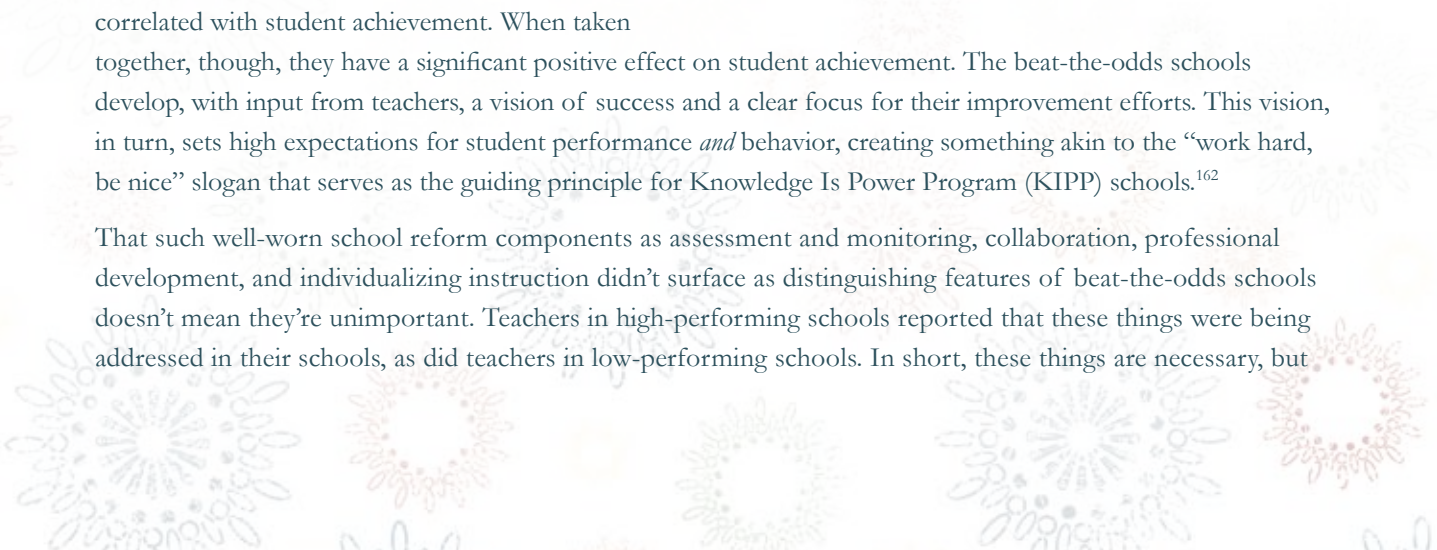 correlated with student achievement. When taken
together, though, they have a significant positive effect on student achievement. The beat-the-odds schools
develop, with input from teachers, a vision of success and a clear focus for their improvement efforts. This vision,
in turn, sets high expectations for student performance and behavior, creating something akin to the “work hard,
be nice” slogan that serves as the guiding principle for Knowledge Is Power Program (KIPP) schools.162
That such well-worn school reform components as assessment and monitoring, collaboration, professional
development, and individualizing instruction didn’t surface as distinguishing features of beat-the-odds schools
doesn’t mean they’re unimportant. Teachers in high-performing schools reported that these things were being
addressed in their schools, as did teachers in low-performing schools. In short, these things are necessary, but